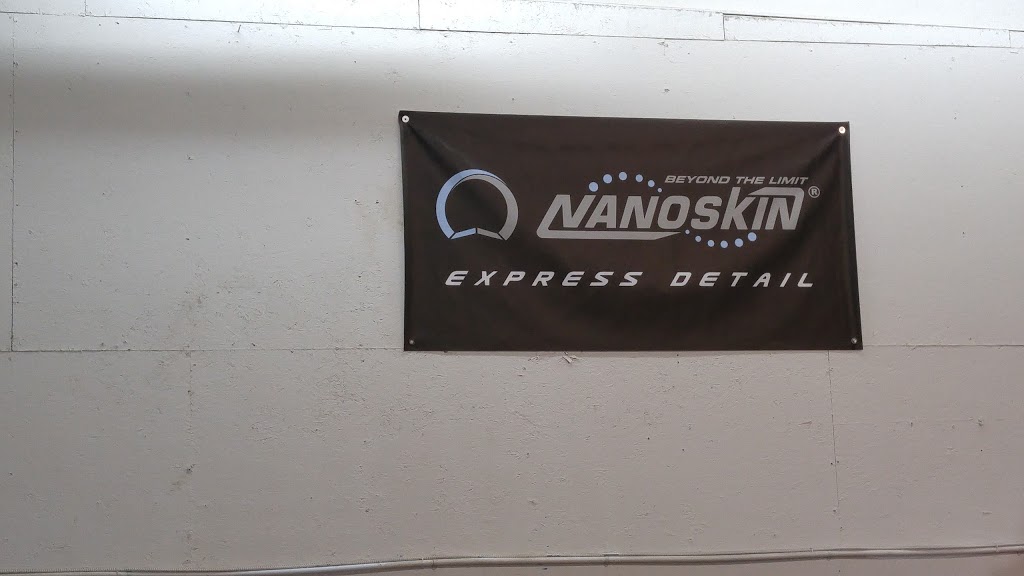 BEYOND THE LIMIT
NANOSKIN®
EXPRESS DETAIL